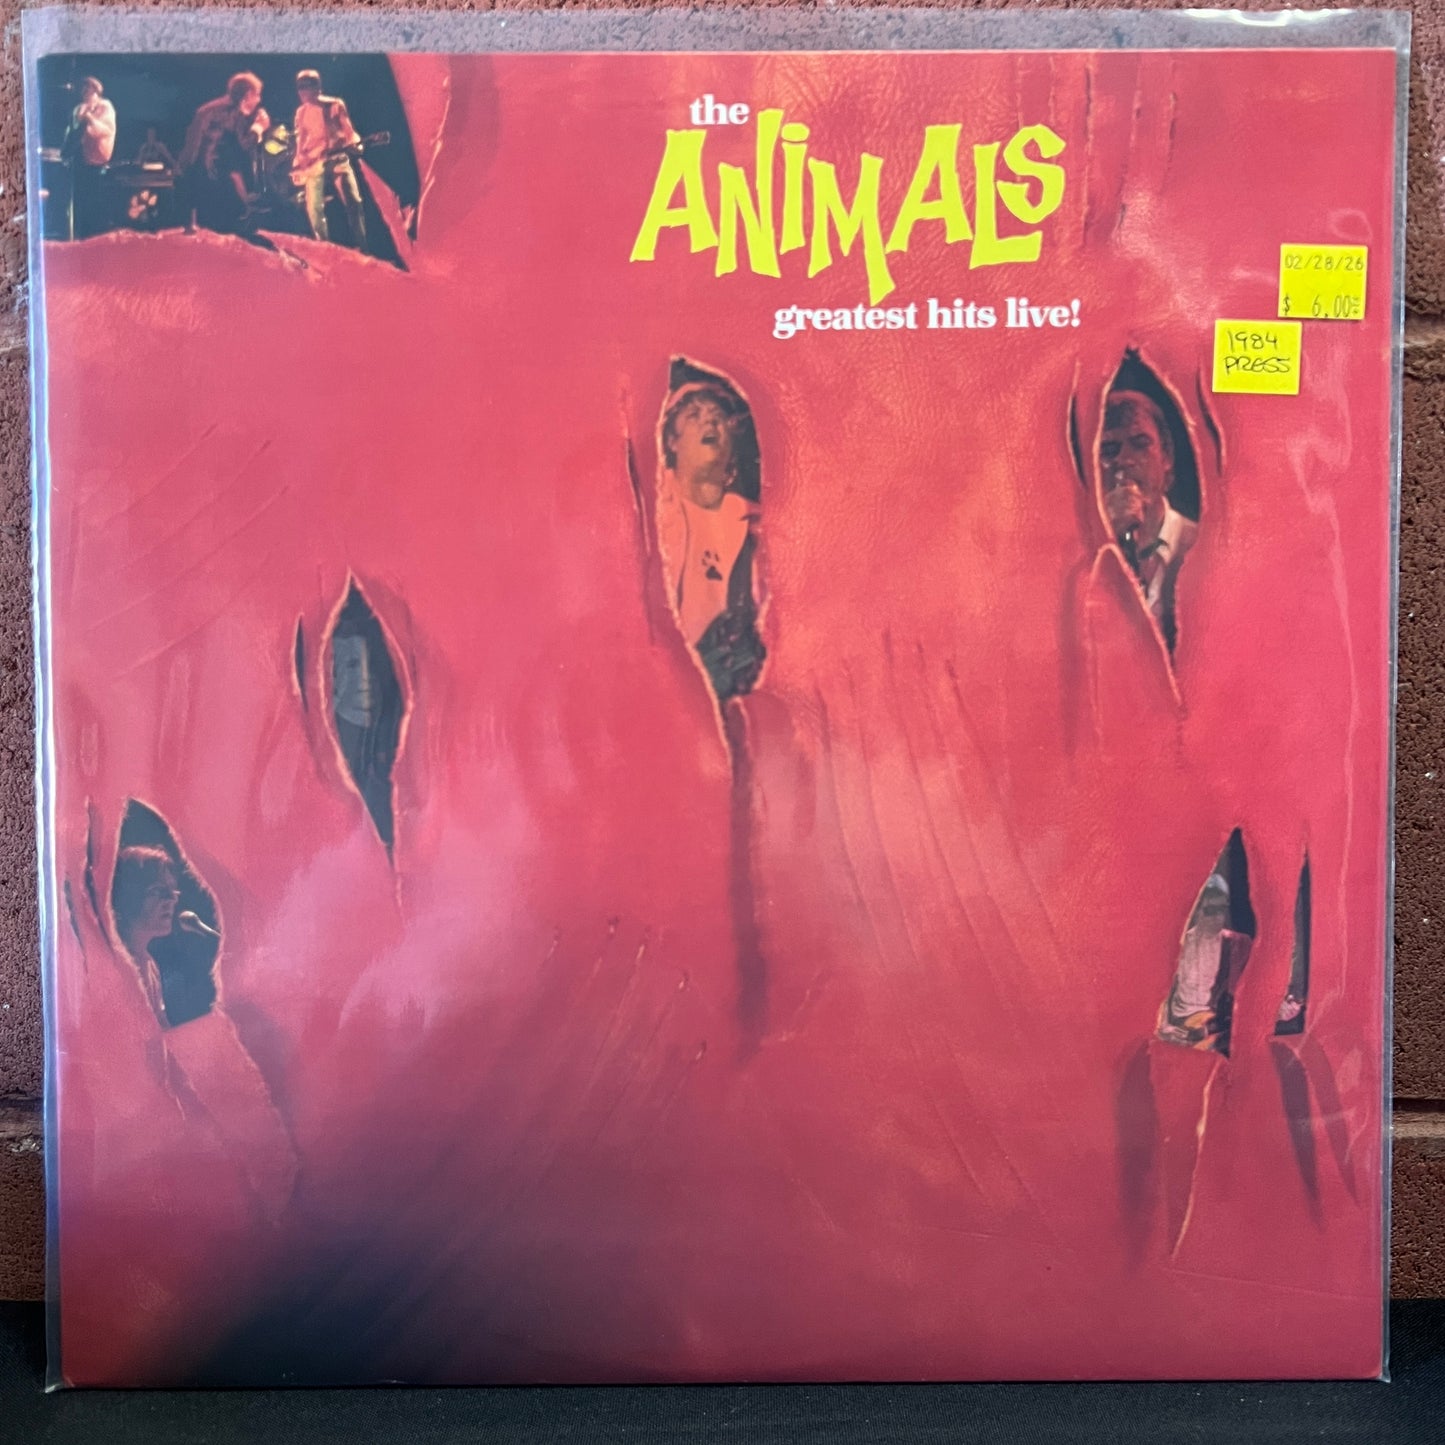 the
ANiMALS
greatest hits live!
02/28/26
$ 6.00
1984
PRESS